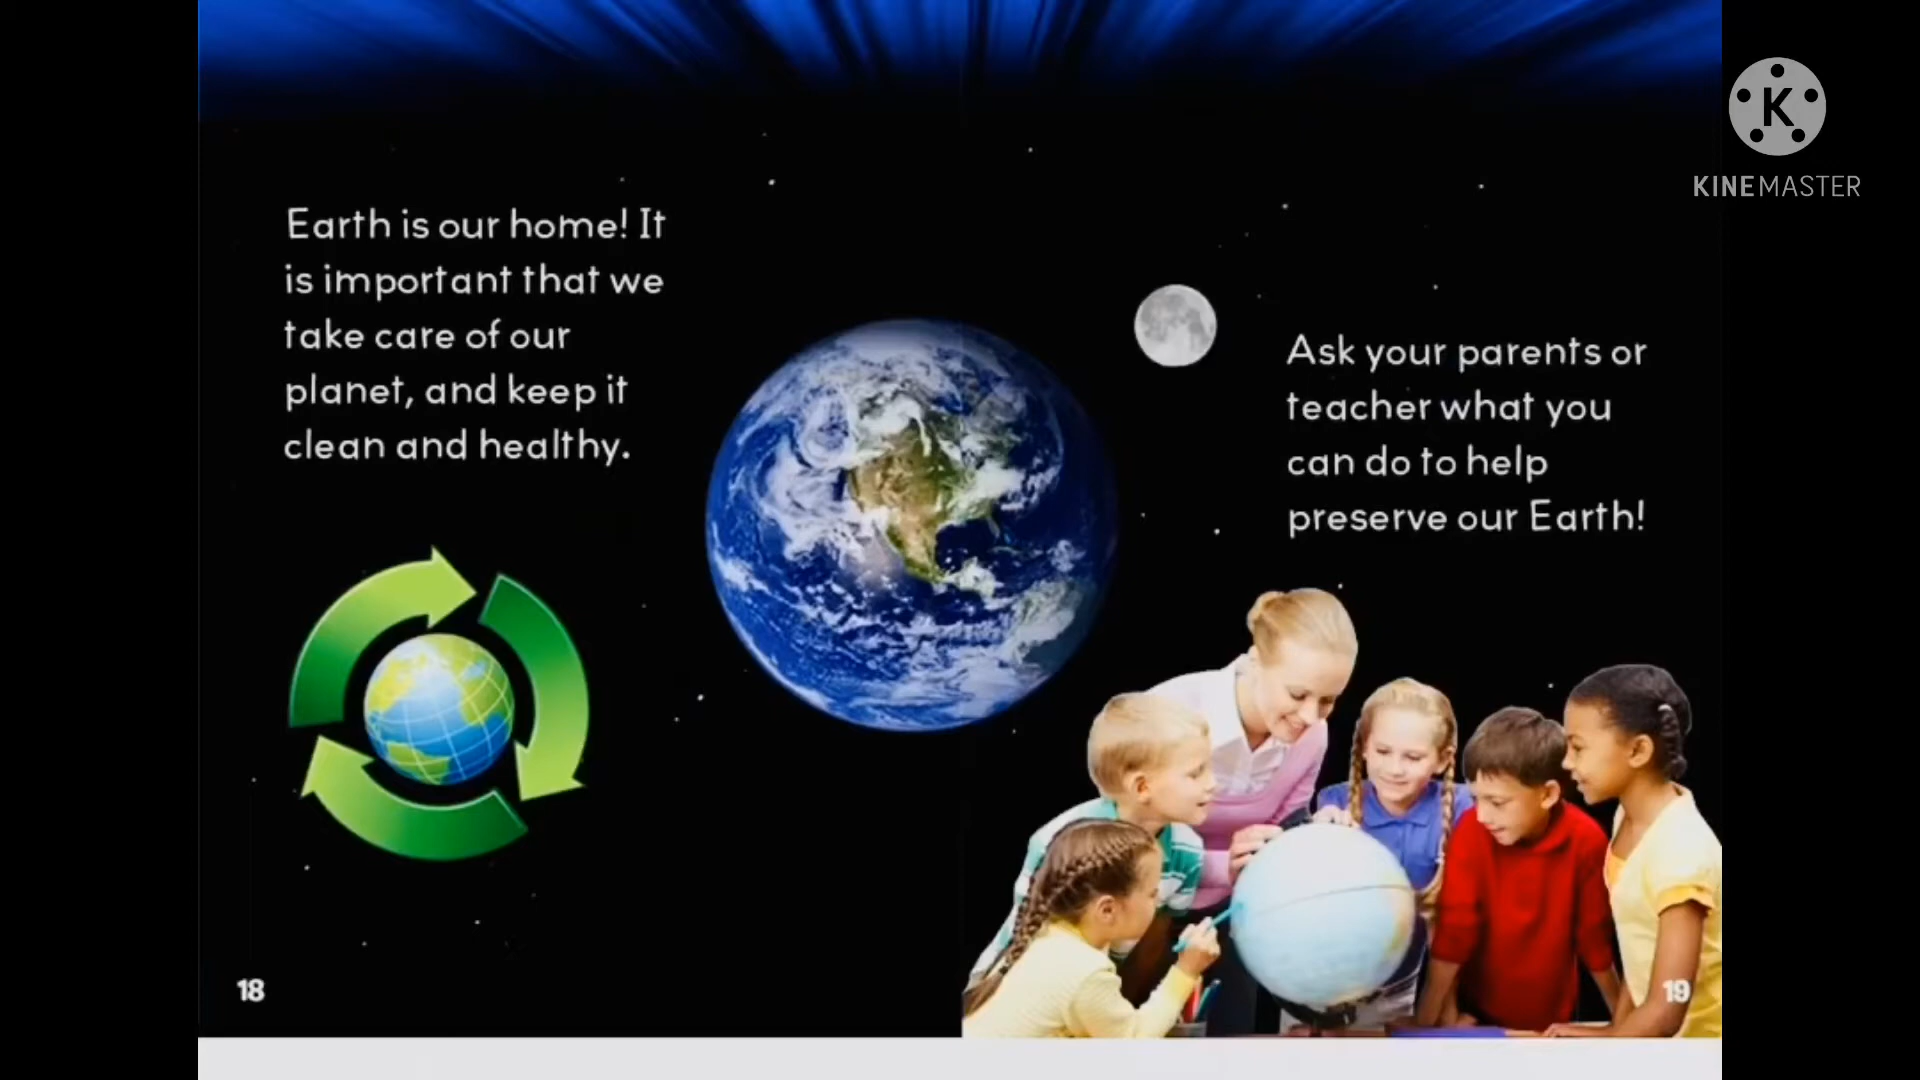 Earth is our home! It
is important that we
take care of our
planet, and keep it
clean and healthy.
Ask your parents or
teacher what you
can do to help
preserve our Earth!
18
19
K
KINEMASTER